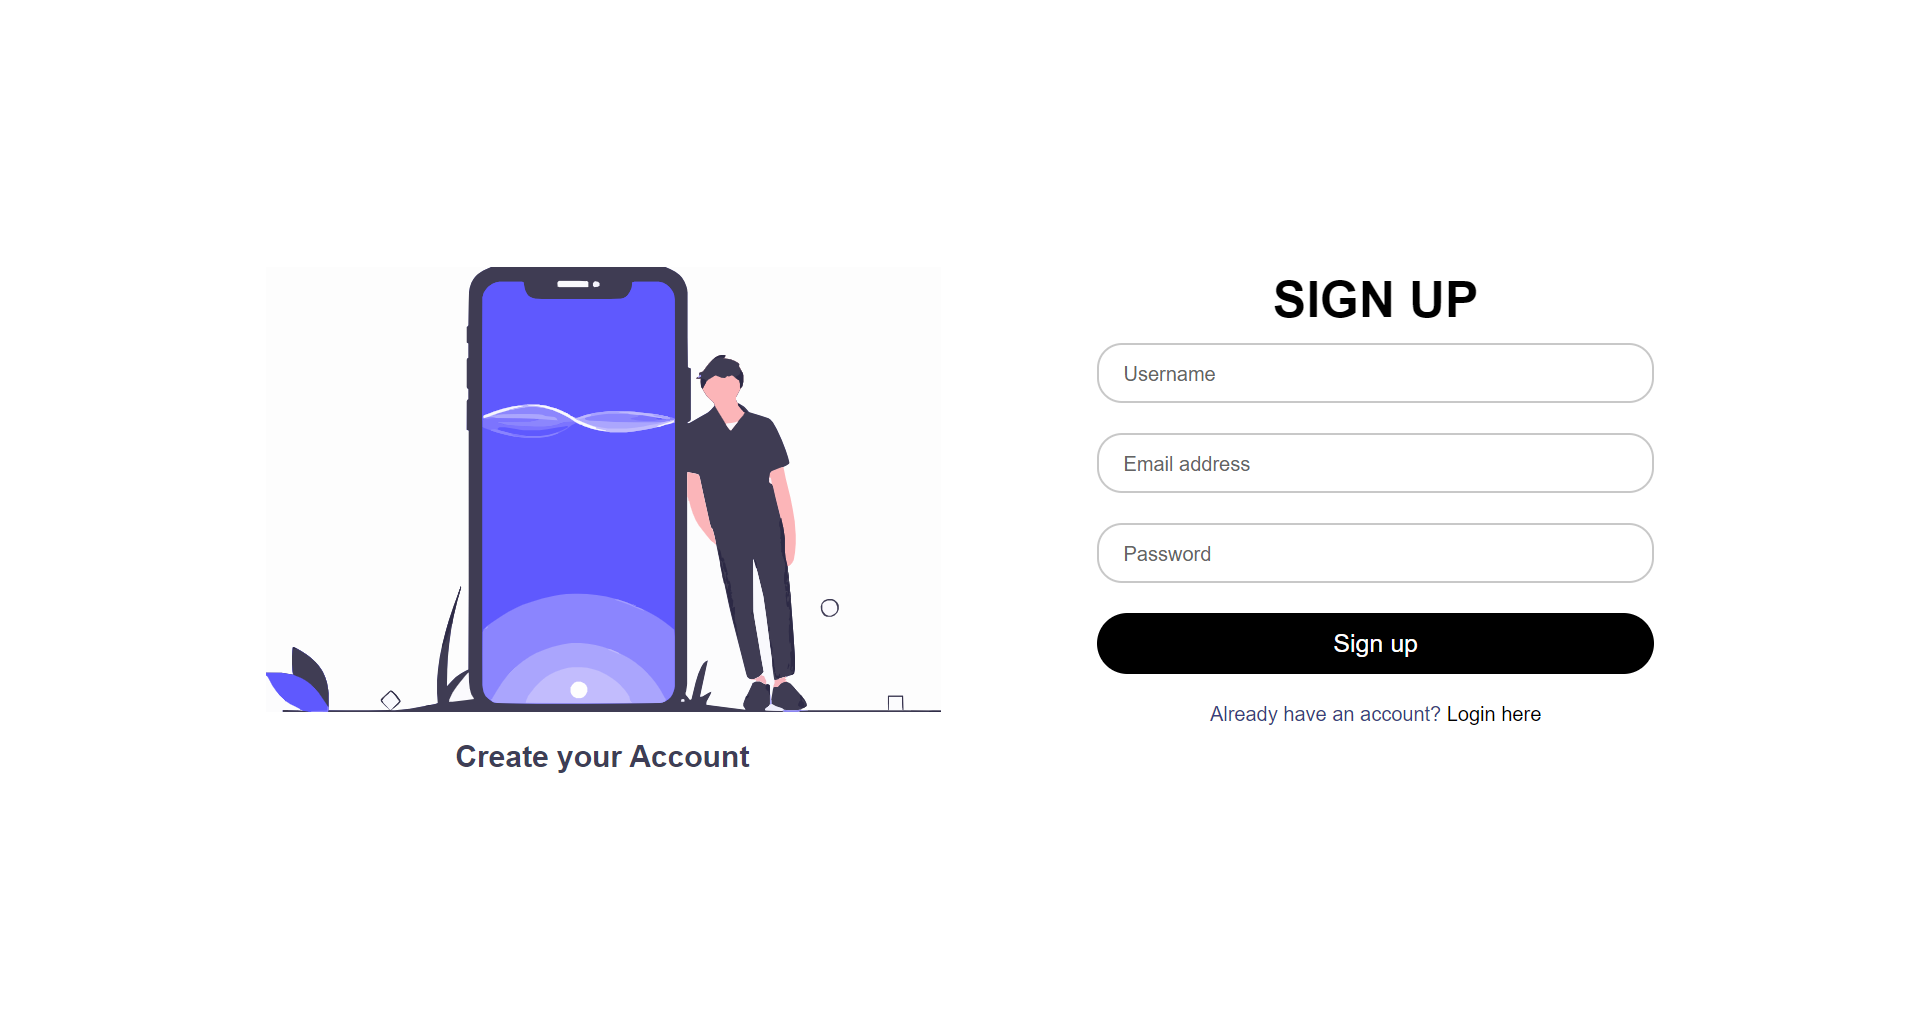 SIGN UP
Username
Email address
Password
Sign up
Already have an account? Login here
Create your Account